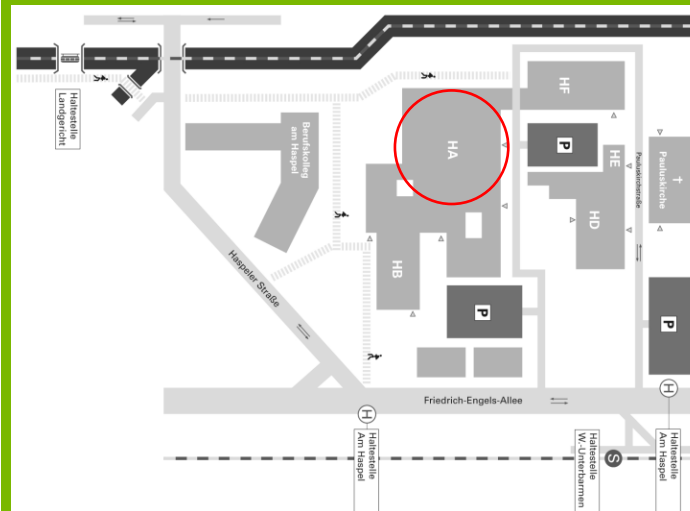 Haltestelle
Landgericht
Berufskolleg
am Haspel
HA
HF
P
HE
Pauluskirchstraße
Pauluskirche
HD
HB
P
P
Haspeler Straße
Friedrich-Engels-Allee
H
Haltestelle
Am Haspel
Haltestelle
W.-Unterbarmen
S
H
Haltestelle
Am Haspel